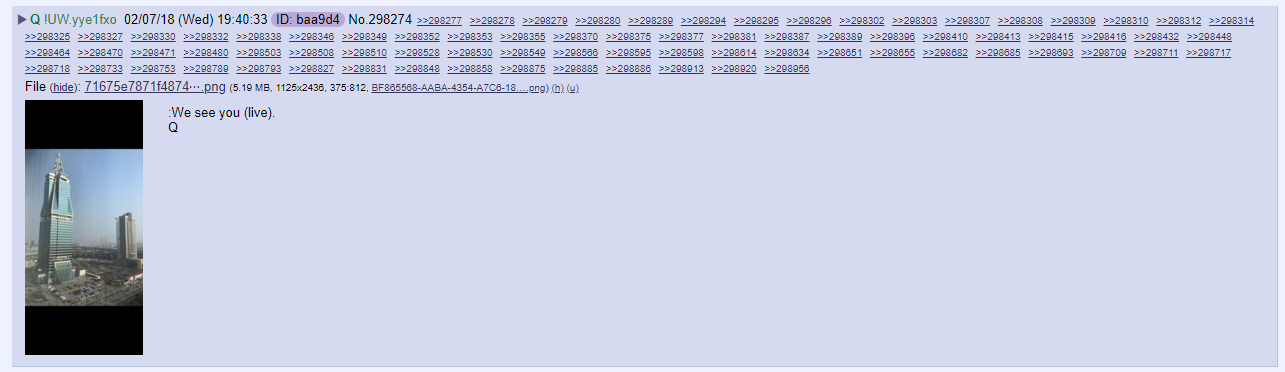 ▶ Q !UW.yye1fxo 02/07/18 (Wed) 19:40:33 ID: baa9d4 No.298274 >>298277 >>298278 >>298279 >>298280 >>298289 >>298294 >>298295 >>298296 >>298302 >>298303 >>298307 >>298308 >>298309 >>298310 >>298312 >>298314
>>298325 >>298327 >>298330 >>298332 >>298338 >>298346 >>298349 >>298352 >>298353 >>298355 >>298370 >>298375 >>298377 >>298381 >>298387 >>298389 >>298396 >>298410 >>298413 >>298415 >>298416 >>298432 >>298448
>>298464 >>298470 >>298471 >>298480 >>298503 >>298508 >>298510 >>298528 >>298530 >>298549 >>298566 >>298595 >>298598 >>298614 >>298634 >>298651 >>298655 >>298682 >>298685 >>298693 >>298709 >>298711 >>298717
>>298718 >>298733 >>298753 >>298789 >>298793 >>298827 >>298831 >>298848 >>298858 >>298875 >>298885 >>298886 >>298913 >>298920 >>298956
File (hide): 71675e7871f4874⋯.png (5.19 MB, 1125x2436, 375:812, BF865568-AABA-4354-A7C6-18….png) (h) (u)
:We see you (live).
Q